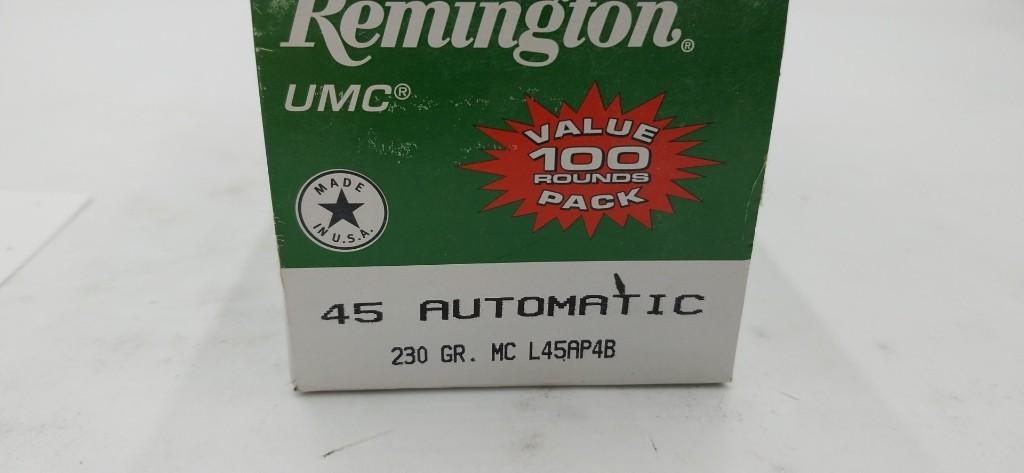 Remington®
UMC®
VALUE
100
ROUNDS
PACK
MADE
IN U.S.A.
45 AUTOMATIC
230 GR. MC L45AP4B